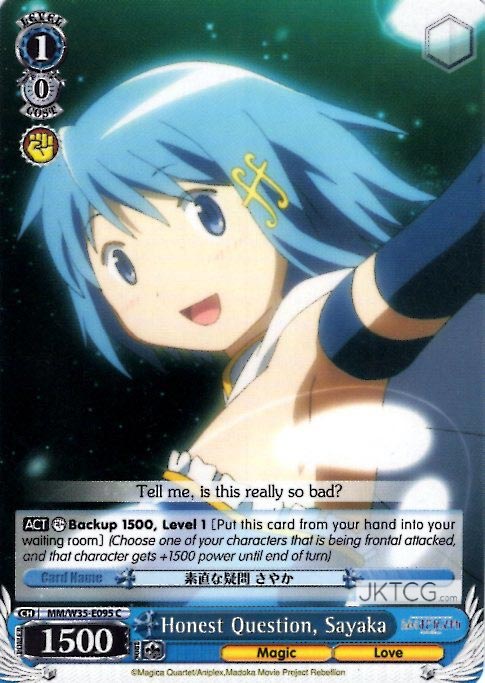 LEVEL
1
0
COST
Tell me, is this really so bad?
ACT Backup 1500, Level 1 [Put this card from your hand into your
waiting room] (Choose one of your characters that is being frontal attacked,
and that character gets +1500 power until end of turn)
Card Name 素直な疑問 さやか
JKTCG.com
CH MM/W35-E095 C
POWER 1500 Honest Question, Sayaka
Magic Love
©Magica Quartet/Aniplex,Madoka Movie Project Rebellion